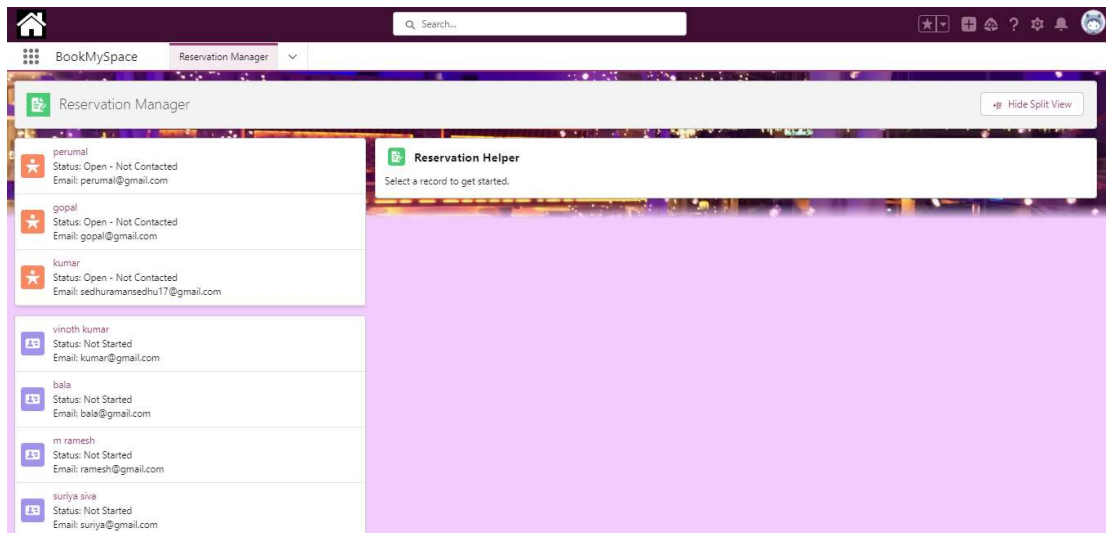 Search...
BookMySpace
Reservation Manager
Reservation Manager
Hide Split View
perumal
Status: Open - Not Contacted
Email: perumal@gmail.com
gopal
Status: Open - Not Contacted
Email: gopal@gmail.com
kumar
Status: Open - Not Contacted
Email: sedhuramansedhu17@gmail.com
vinoth kumar
Status: Not Started
Email: kumar@gmail.com
bala
Status: Not Started
Email: bala@gmail.com
m ramesh
Status: Not Started
Email: ramesh@gmail.com
suriya siva
Status: Not Started
Email: suriya@gmail.com
Reservation Helper
Select a record to get started.